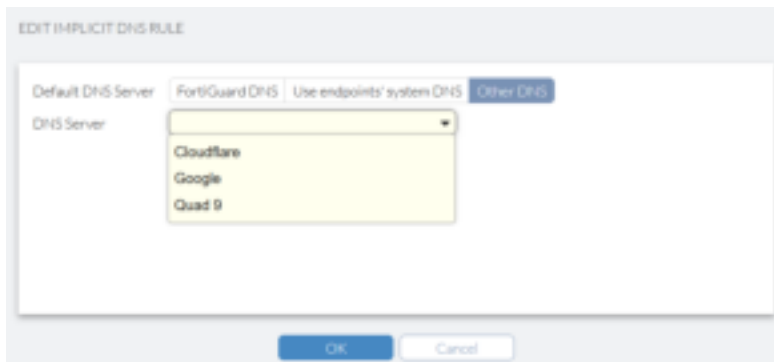 EDIT IMPLICIT DNS RULE
Default DNS Server FortiGuard DNS Use endpoints' system DNS Other DNS
DNS Server
Cloudflare
Google
Quad 9
OK Cancel